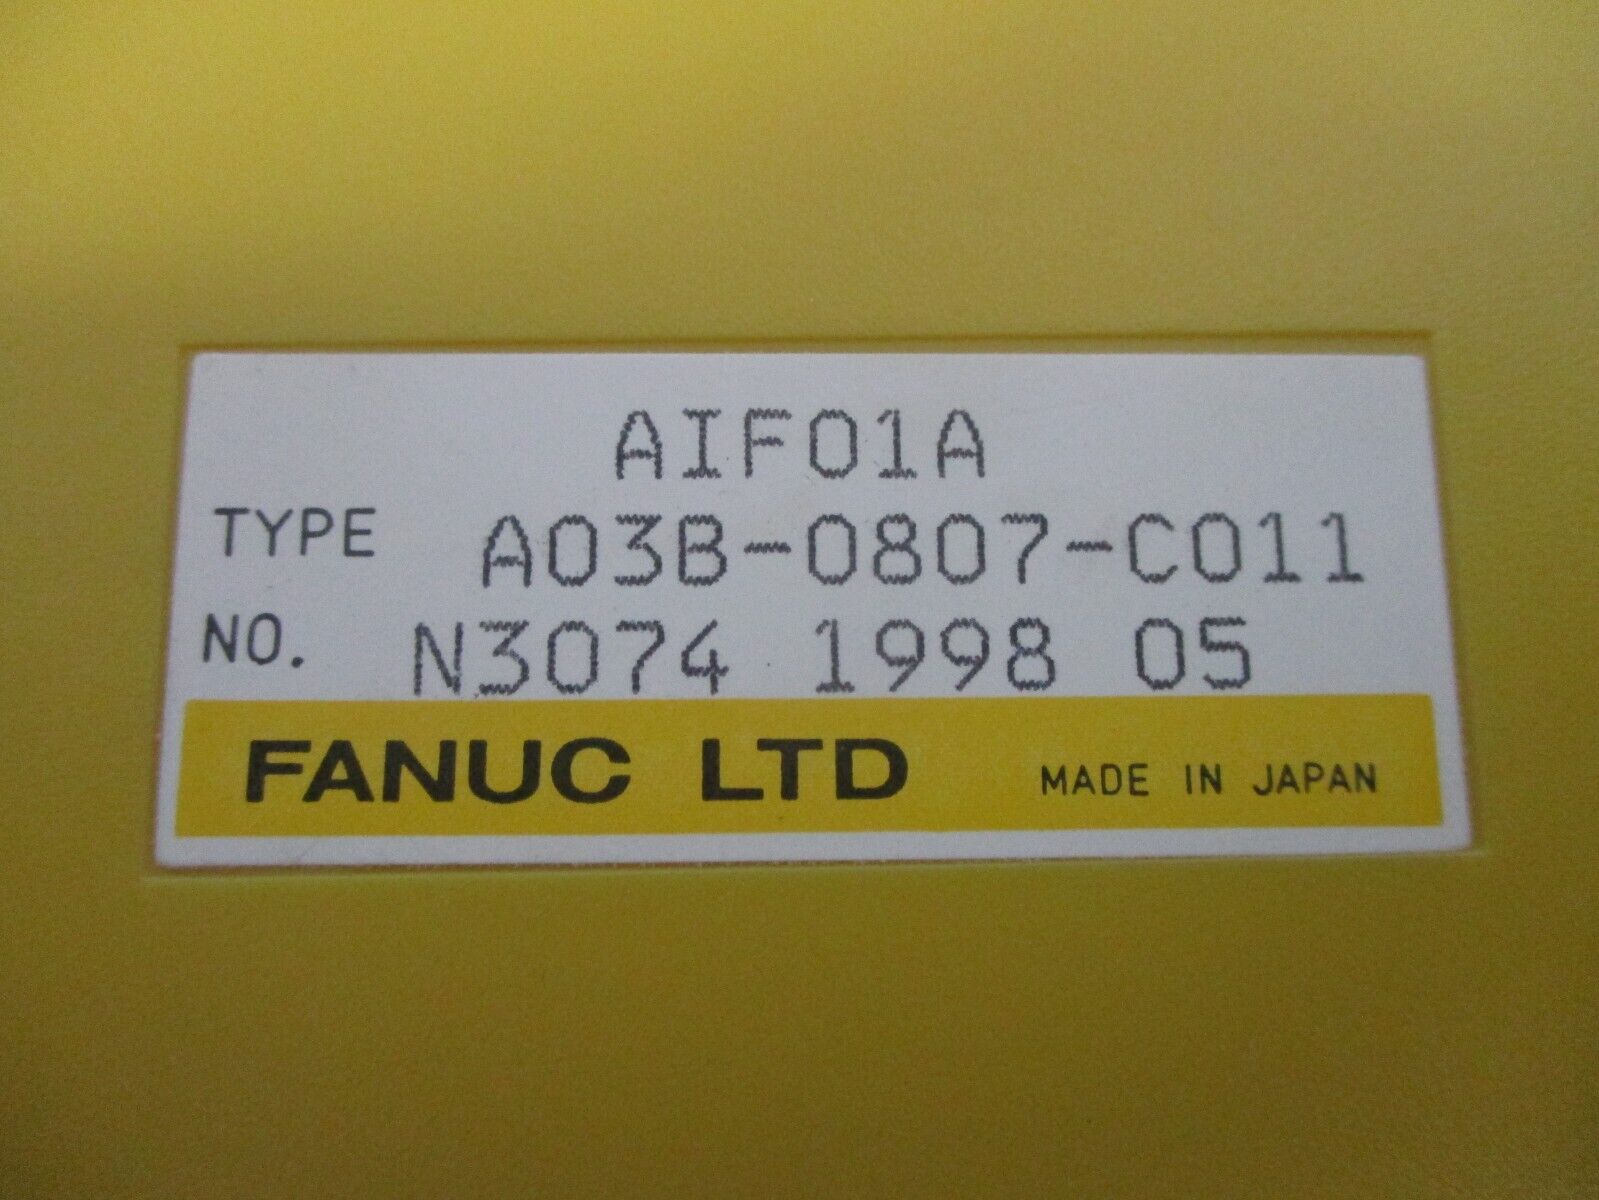 AIF01A
TYPE A03B-0807-C011
NO. N3074 1998 05
FANUC LTD MADE IN JAPAN